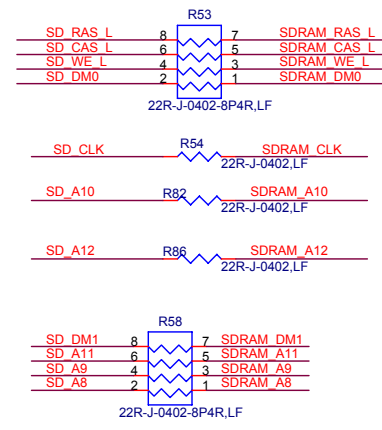 R53
SD_RAS_L 8 7 SDRAM_RAS_L
SD_CAS_L 6 5 SDRAM_CAS_L
SD_WE_L 4 3 SDRAM_WE_L
SD_DM0 2 1 SDRAM_DM0
22R-J-0402-8P4R,LF
SD_CLK R54 SDRAM_CLK
22R-J-0402,LF
SD_A10 R82 SDRAM_A10
22R-J-0402,LF
SD_A12 R86 SDRAM_A12
22R-J-0402,LF
R58
SD_DM1 8 7 SDRAM_DM1
SD_A11 6 5 SDRAM_A11
SD_A9 4 3 SDRAM_A9
SD_A8 2 1 SDRAM_A8
22R-J-0402-8P4R,LF